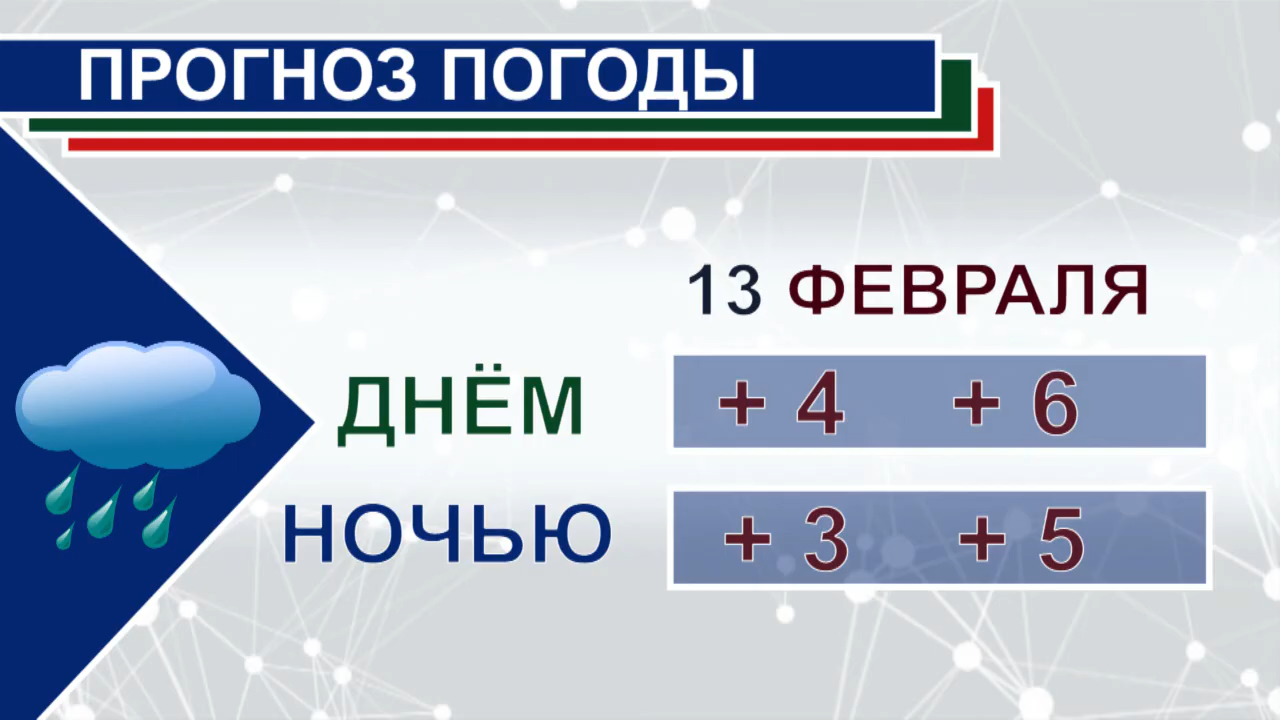 ПРОГНОЗ ПОГОДЫ
13 ФЕВРАЛЯ
ДНЁМ + 4 + 6
НОЧЬЮ + 3 + 5